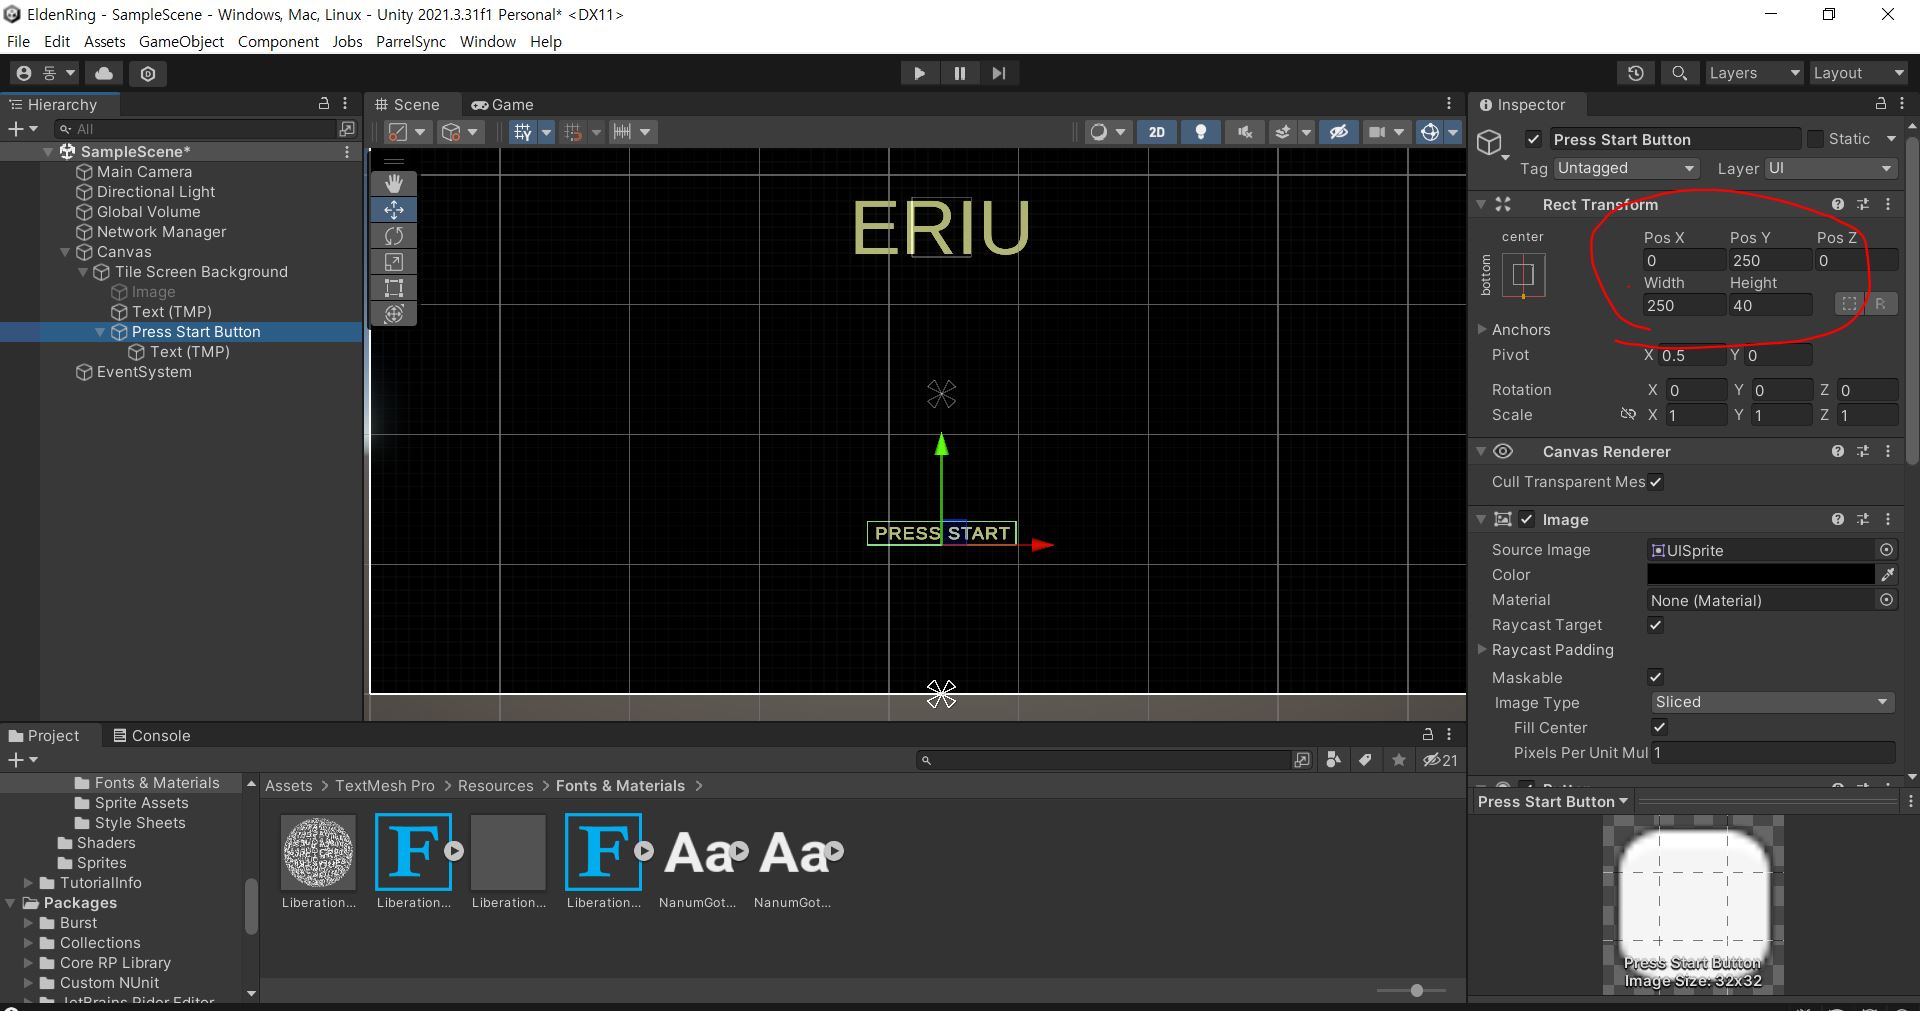 EldenRing - SampleScene - Windows, Mac, Linux - Unity 2021.3.31f1 Personal* <DX11>
File Edit Assets GameObject Component Jobs ParrelSync Window Help
동
Layers Layout
Hierarchy
All
SampleScene*
Main Camera
Directional Light
Global Volume
Network Manager
Canvas
Tile Screen Background
Image
Text (TMP)
Press Start Button
Text (TMP)
EventSystem
Scene Game
2D
ERIU
PRESS START
Inspector
Press Start Button Static
Tag Untagged Layer UI
Rect Transform
center
bottom
Pos X Pos Y Pos Z
0 250 0
Width Height
250 40
R
Anchors
Pivot X 0.5 Y 0
Rotation X 0 Y 0 Z 0
Scale X 1 Y 1 Z 1
Canvas Renderer
Cull Transparent Mes
Image
Source Image UISprite
Color
Material None (Material)
Raycast Target
Raycast Padding
Maskable
Image Type Sliced
Fill Center
Pixels Per Unit Mul 1
Press Start Button
Press Start Button
Image Size: 32x32
Project Console
21
Fonts & Materials
Sprite Assets
Style Sheets
Shaders
Sprites
TutorialInfo
Packages
Burst
Collections
Core RP Library
Custom NUnit
JetBrains Rider Editor
Assets > TextMesh Pro > Resources > Fonts & Materials >
F F Aa Aa
Liberation... Liberation... Liberation... Liberation... NanumGot... NanumGot...